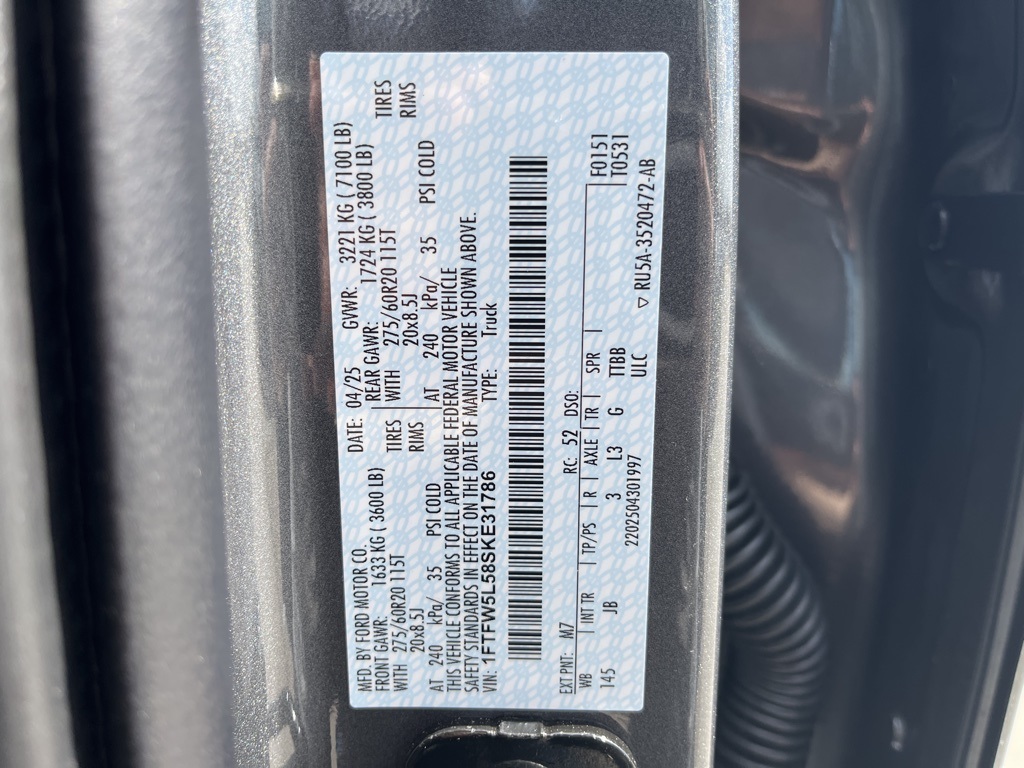 MFD. BY FORD MOTOR CO.
DATE: 04/25 GVWR: 3221 KG ( 7100 LB)
FRONT GAWR: 1633 KG ( 3600 LB) REAR GAWR: 1724 KG ( 3800 LB)
WITH 275/60R20 115T TIRES WITH 275/60R20 115T TIRES
20x8.5J RIMS 20x8.5J RIMS
AT 240 kPa/ 35 PSI COLD AT 240 kPa/ 35 PSI COLD
THIS VEHICLE CONFORMS TO ALL APPLICABLE FEDERAL MOTOR VEHICLE
SAFETY STANDARDS IN EFFECT ON THE DATE OF MANUFACTURE SHOWN ABOVE.
VIN: 1FTFW5L58SKE31786 TYPE: Truck
EXT PNT: M7 RC: 52 DSO: F0151
WB INT TR TP/PS R AXLE TR SPR T0531
145 JB 3 L3 G TTBB
2202504301997 ULC ▽ RU5A-3520472-AB